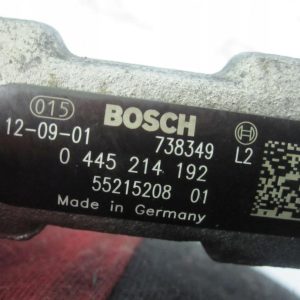 015 BOSCH
12-09-01 738349 L2
0 445 214 192
55215208 01
Made in Germany